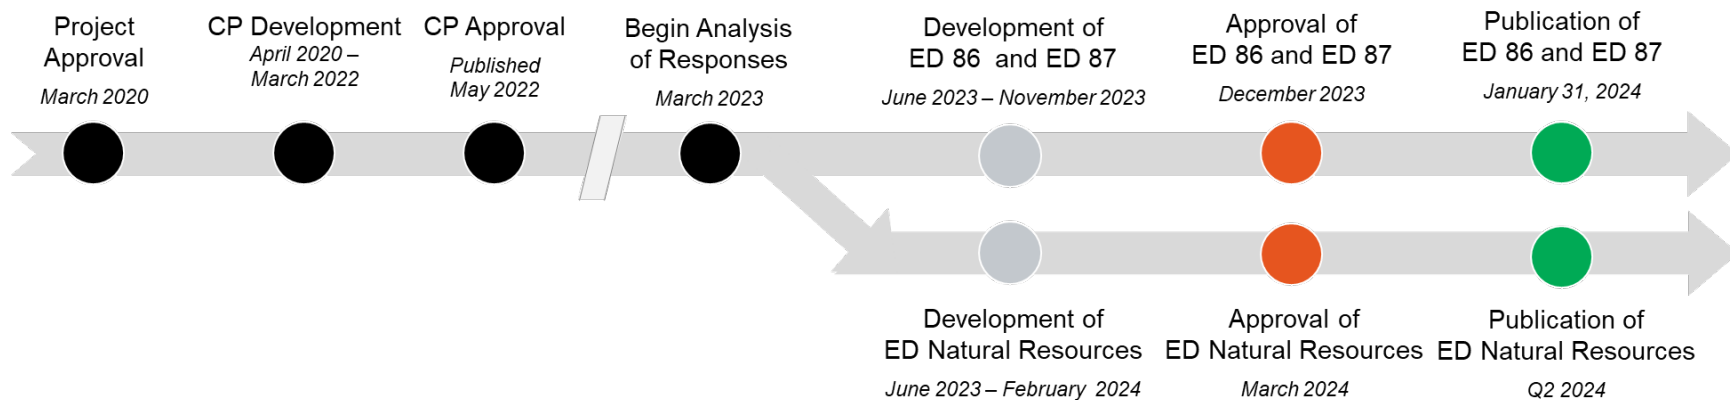 Project
Approval
March 2020
CP Development
April 2020 –
March 2022
CP Approval
Published
May 2022
Begin Analysis
of Responses
March 2023
Development of
ED 86 and ED 87
June 2023 – November 2023
Approval of
ED 86 and ED 87
December 2023
Publication of
ED 86 and ED 87
January 31, 2024
Development of
ED Natural Resources
June 2023 – February 2024
Approval of
ED Natural Resources
March 2024
Publication of
ED Natural Resources
Q2 2024